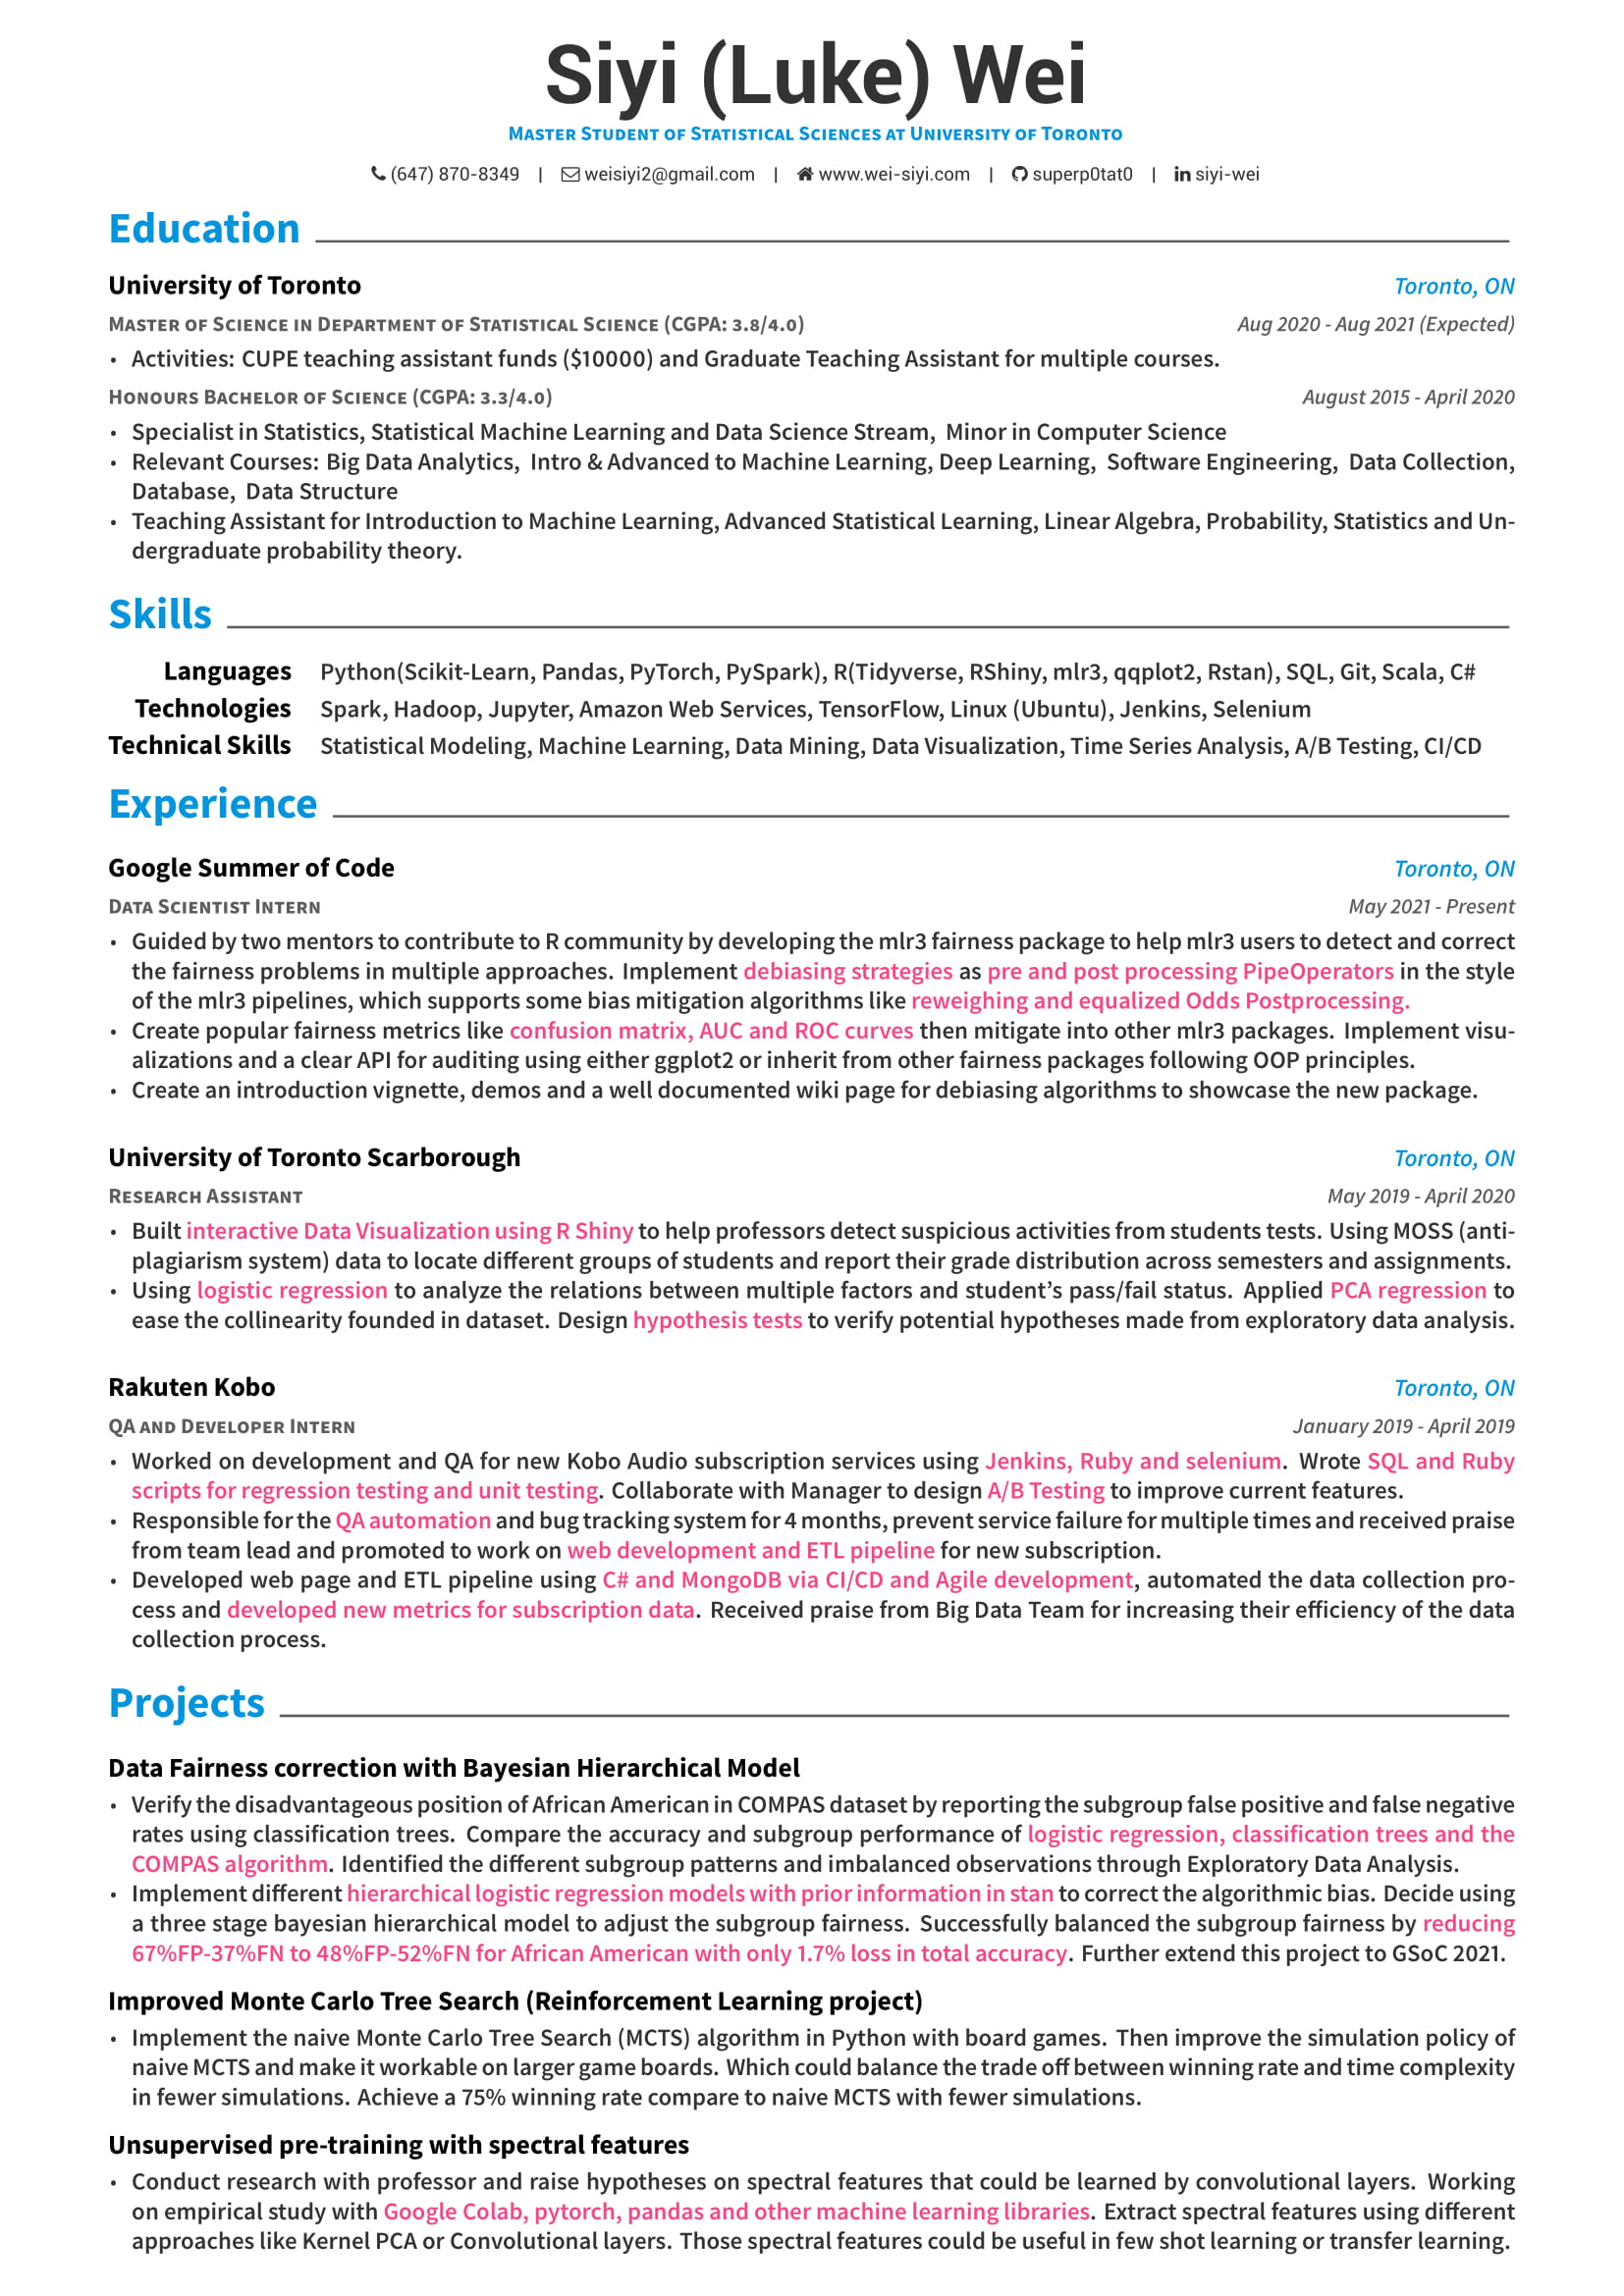 Siyi (Luke) Wei
Master Student of Statistical Sciences at University of Toronto
(647) 870-8349 | weisiyi2@gmail.com | www.wei-siyi.com | superp0tat0 | siyi-wei
Education
University of Toronto Toronto, ON
Master of Science in Department of Statistical Science (CGPA: 3.8/4.0) Aug 2020 - Aug 2021 (Expected)
• Activities: CUPE teaching assistant funds ($10000) and Graduate Teaching Assistant for multiple courses.
Honours Bachelor of Science (CGPA: 3.3/4.0) August 2015 - April 2020
• Specialist in Statistics, Statistical Machine Learning and Data Science Stream, Minor in Computer Science
• Relevant Courses: Big Data Analytics, Intro & Advanced to Machine Learning, Deep Learning, Software Engineering, Data Collection,
Database, Data Structure
• Teaching Assistant for Introduction to Machine Learning, Advanced Statistical Learning, Linear Algebra, Probability, Statistics and Un-
dergraduate probability theory.
Skills
Languages Python(Scikit-Learn, Pandas, PyTorch, PySpark), R(Tidyverse, RShiny, mlr3, qqplot2, Rstan), SQL, Git, Scala, C#
Technologies Spark, Hadoop, Jupyter, Amazon Web Services, TensorFlow, Linux (Ubuntu), Jenkins, Selenium
Technical Skills Statistical Modeling, Machine Learning, Data Mining, Data Visualization, Time Series Analysis, A/B Testing, CI/CD
Experience
Google Summer of Code Toronto, ON
Data Scientist Intern May 2021 - Present
• Guided by two mentors to contribute to R community by developing the mlr3 fairness package to help mlr3 users to detect and correct
the fairness problems in multiple approaches. Implement debiasing strategies as pre and post processing PipeOperators in the style
of the mlr3 pipelines, which supports some bias mitigation algorithms like reweighing and equalized Odds Postprocessing.
• Create popular fairness metrics like confusion matrix, AUC and ROC curves then mitigate into other mlr3 packages. Implement visu-
alizations and a clear API for auditing using either ggplot2 or inherit from other fairness packages following OOP principles.
• Create an introduction vignette, demos and a well documented wiki page for debiasing algorithms to showcase the new package.
University of Toronto Scarborough Toronto, ON
Research Assistant May 2019 - April 2020
• Built interactive Data Visualization using R Shiny to help professors detect suspicious activities from students tests. Using MOSS (anti-
plagiarism system) data to locate different groups of students and report their grade distribution across semesters and assignments.
• Using logistic regression to analyze the relations between multiple factors and student's pass/fail status. Applied PCA regression to
ease the collinearity founded in dataset. Design hypothesis tests to verify potential hypotheses made from exploratory data analysis.
Rakuten Kobo Toronto, ON
QA and Developer Intern January 2019 - April 2019
• Worked on development and QA for new Kobo Audio subscription services using Jenkins, Ruby and selenium. Wrote SQL and Ruby
scripts for regression testing and unit testing. Collaborate with Manager to design A/B Testing to improve current features.
• Responsible for the QA automation and bug tracking system for 4 months, prevent service failure for multiple times and received praise
from team lead and promoted to work on web development and ETL pipeline for new subscription.
• Developed web page and ETL pipeline using C# and MongoDB via CI/CD and Agile development, automated the data collection pro-
cess and developed new metrics for subscription data. Received praise from Big Data Team for increasing their efficiency of the data
collection process.
Projects
Data Fairness correction with Bayesian Hierarchical Model
• Verify the disadvantageous position of African American in COMPAS dataset by reporting the subgroup false positive and false negative
rates using classification trees. Compare the accuracy and subgroup performance of logistic regression, classification trees and the
COMPAS algorithm. Identified the different subgroup patterns and imbalanced observations through Exploratory Data Analysis.
• Implement different hierarchical logistic regression models with prior information in stan to correct the algorithmic bias. Decide using
a three stage bayesian hierarchical model to adjust the subgroup fairness. Successfully balanced the subgroup fairness by reducing
67%FP-37%FN to 48%FP-52%FN for African American with only 1.7% loss in total accuracy. Further extend this project to GSoC 2021.
Improved Monte Carlo Tree Search (Reinforcement Learning project)
• Implement the naive Monte Carlo Tree Search (MCTS) algorithm in Python with board games. Then improve the simulation policy of
naive MCTS and make it workable on larger game boards. Which could balance the trade off between winning rate and time complexity
in fewer simulations. Achieve a 75% winning rate compare to naive MCTS with fewer simulations.
Unsupervised pre-training with spectral features
• Conduct research with professor and raise hypotheses on spectral features that could be learned by convolutional layers. Working
on empirical study with Google Colab, pytorch, pandas and other machine learning libraries. Extract spectral features using different
approaches like Kernel PCA or Convolutional layers. Those spectral features could be useful in few shot learning or transfer learning.